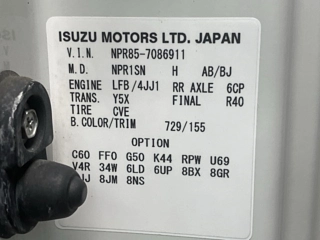 ISUZU MOTORS LTD. JAPAN
V.I.N. NPR85-7086911
M.D. NPR1SN H AB/BJ
ENGINE LFB/4JJ1 RR AXLE 6CP
TRANS. Y5X FINAL R40
TIRE CVE
B.COLOR/TRIM 729/155
OPTION
C60 FF0 G50 K44 RPW U69
V4R 34W 6LD 6UP 8BX 8GR
8JM 8NS